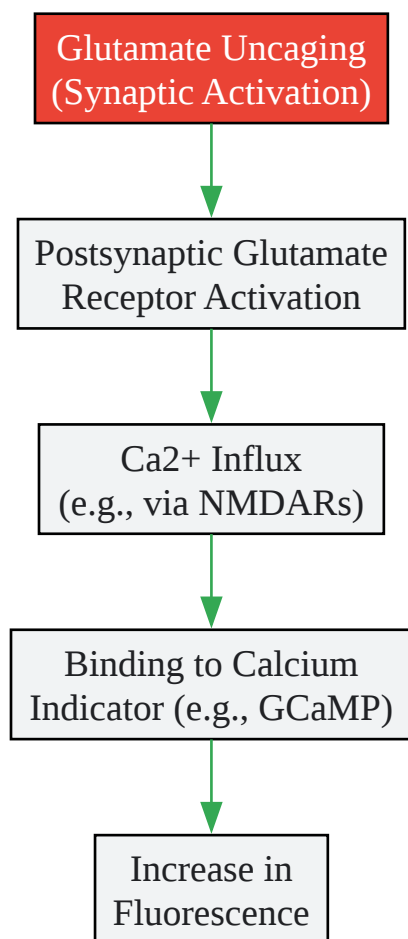 Glutamate Uncaging
(Synaptic Activation)
Postsynaptic Glutamate
Receptor Activation
Ca2+ Influx
(e.g., via NMDARs)
Binding to Calcium
Indicator (e.g., GCaMP)
Increase in
Fluorescence